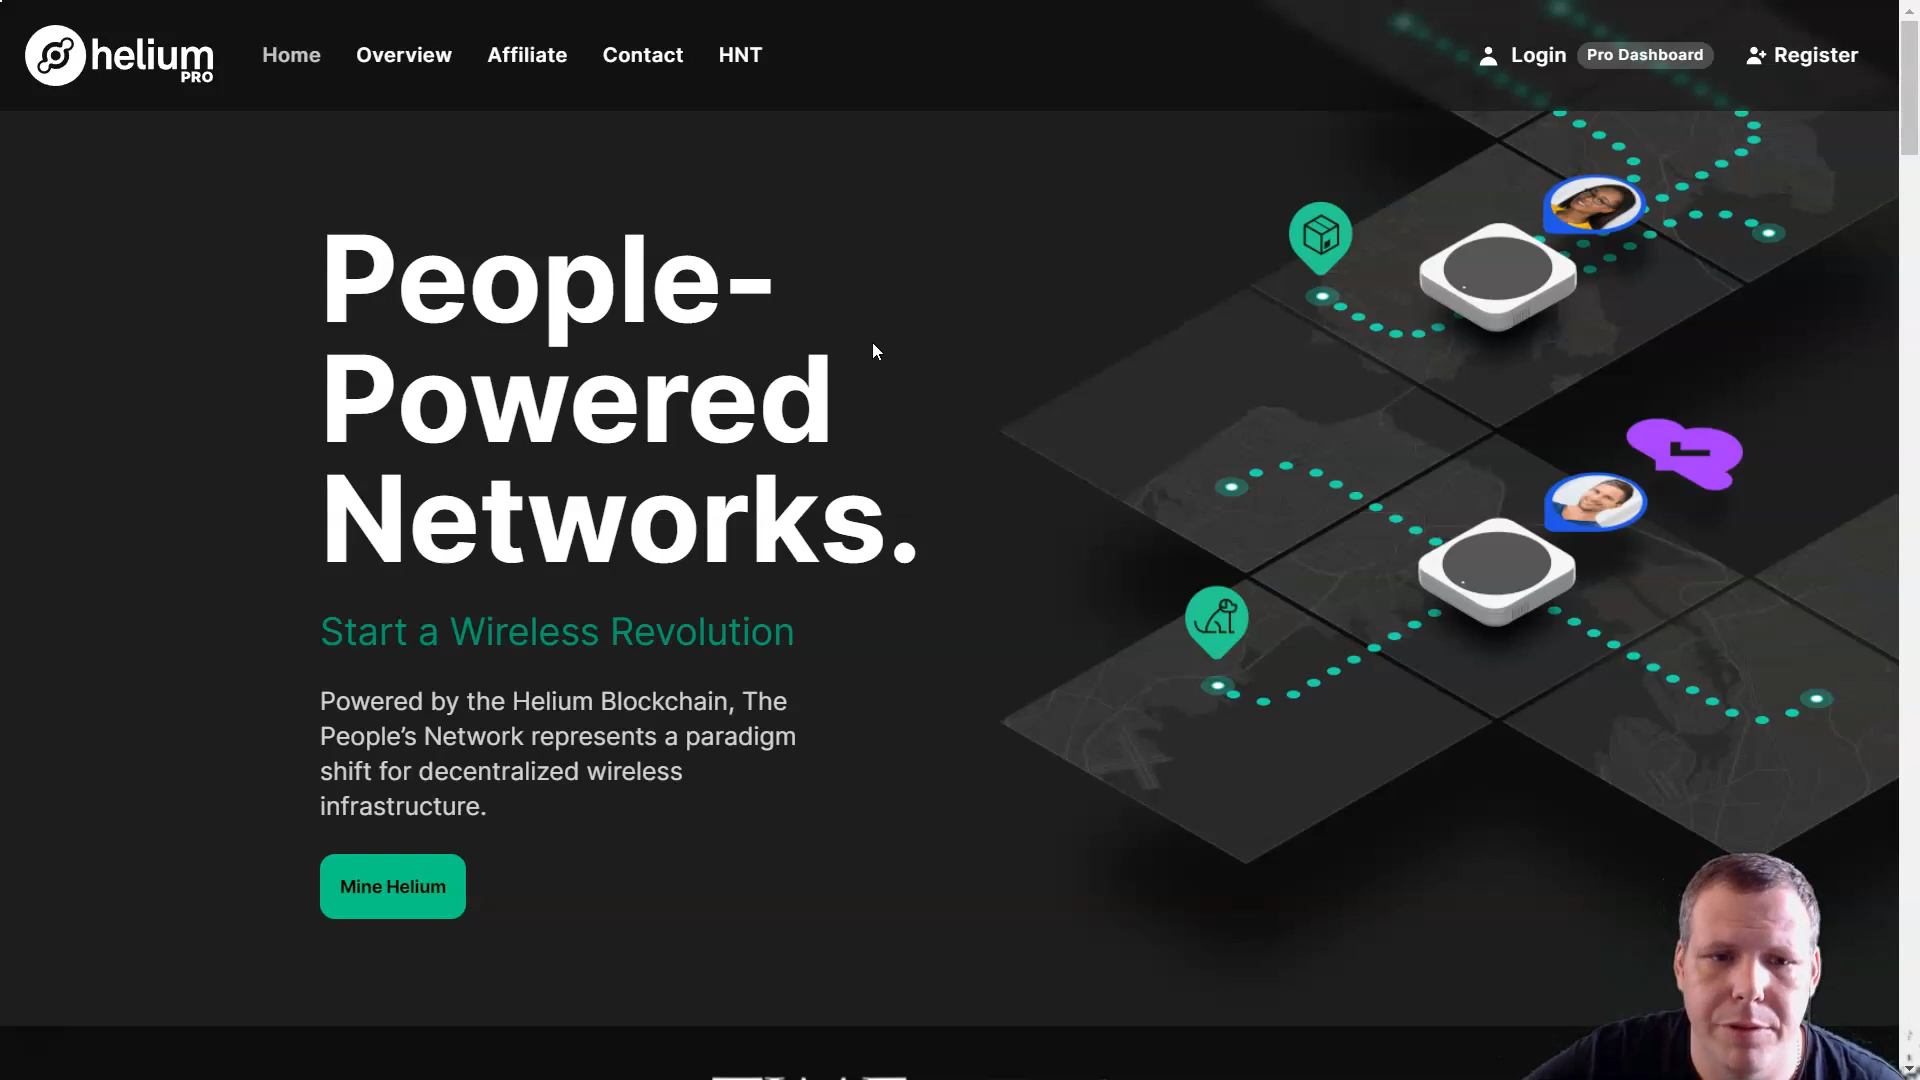 helium
PRO
Home
Overview
Affiliate
Contact
HNT
Login
Pro Dashboard
Register
People-
Powered
Networks.
Start a Wireless Revolution
Powered by the Helium Blockchain, The
People’s Network represents a paradigm
shift for decentralized wireless
infrastructure.
Mine Helium